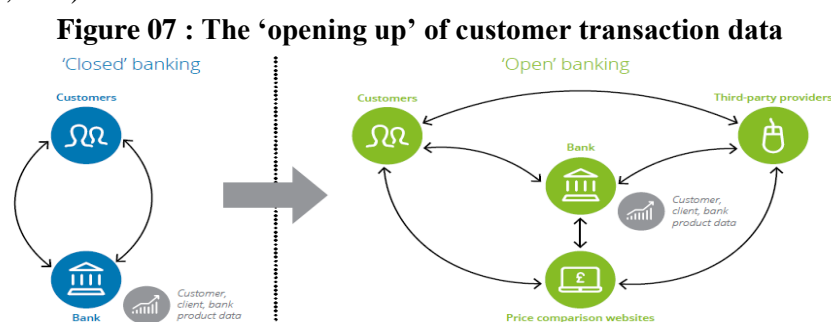 Figure 07 : The ‘opening up’ of customer transaction data
‘Closed’ banking
Customers
Bank
Customer,
client, bank
product data
‘Open’ banking
Customers
Third-party providers
Bank
Customer,
client, bank
product data
£
Price comparison websites